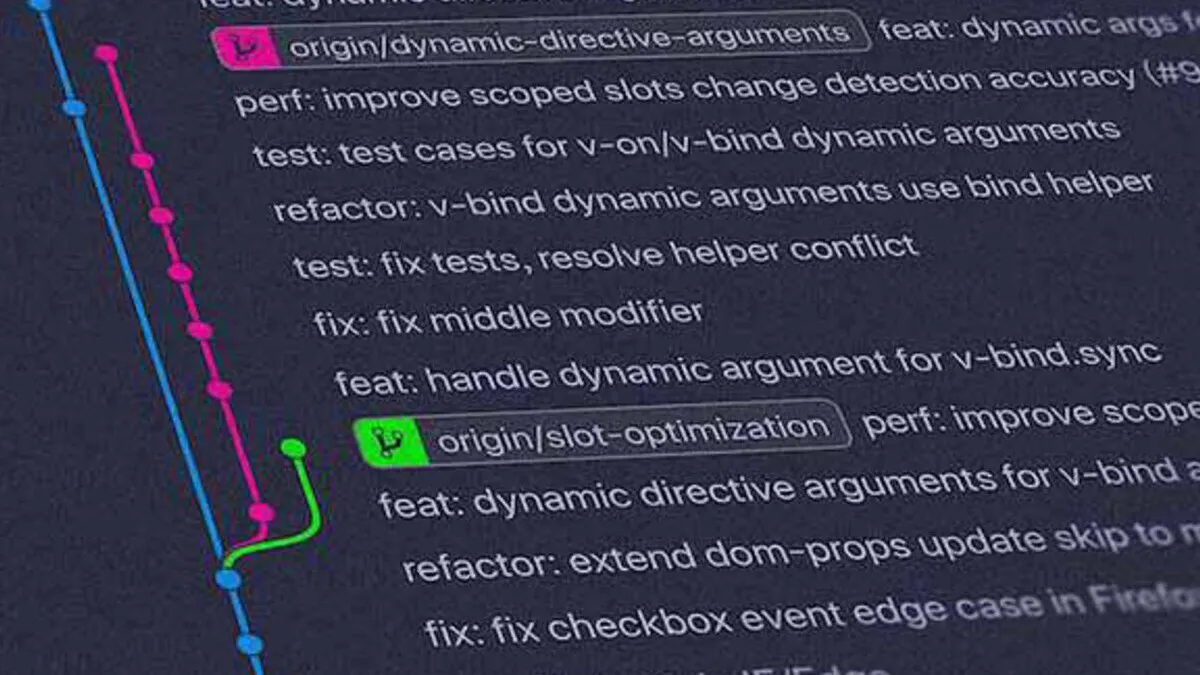 feat: dynamic
origin/dynamic-directive-arguments feat: dynamic args
perf: improve scoped slots change detection accuracy (#9
test: test cases for v-on/v-bind dynamic arguments
refactor: v-bind dynamic arguments use bind helper
test: fix tests, resolve helper conflict
fix: fix middle modifier
feat: handle dynamic argument for v-bind.sync
origin/slot-optimization perf: improve scope
feat: dynamic directive arguments for v-bind a
refactor: extend dom-props update skip to
fix: fix checkbox event edge case in Firefo